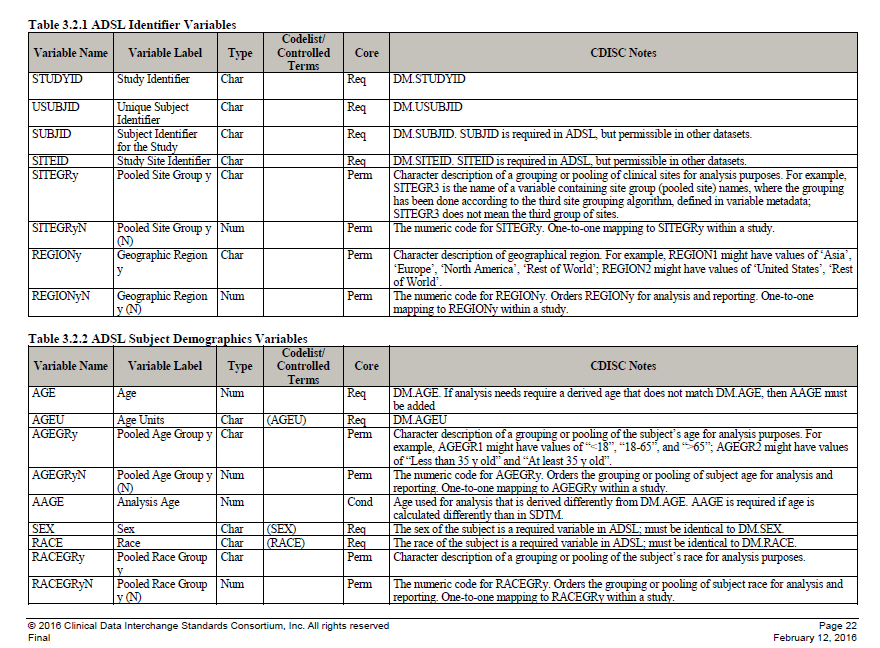 Table 3.2.1 ADSL Identifier Variables
Variable Name Variable Label Type Codelist/ Controlled Terms Core CDISC Notes
STUDYID Study Identifier Char Req DM.STUDYID
USUBJID Unique Subject Char Req DM.USUBJID
Identifier
SUBJID Subject Identifier Char Req DM.SUBJID. SUBJID is required in ADSL, but permissible in other datasets.
for the Study
SITEID Study Site Identifier Char Req DM.SITEID. SITEID is required in ADSL, but permissible in other datasets.
SITEGRy Pooled Site Group y Char Perm Character description of a grouping or pooling of clinical sites for analysis purposes. For example,
SITEGR3 is the name of a variable containing site group (pooled site) names, where the grouping
has been done according to the third site grouping algorithm, defined in variable metadata;
SITEGR3 does not mean the third group of sites.
SITEGRyN Pooled Site Group y Num Perm The numeric code for SITEGRy. One-to-one mapping to SITEGRy within a study.
(N)
REGIONy Geographic Region Char Perm Character description of geographical region. For example, REGION1 might have values of ‘Asia’,
y ‘Europe’, ‘North America’, ‘Rest of World’; REGION2 might have values of ‘United States’, ‘Rest
of World’.
REGIONyN Geographic Region Num Perm The numeric code for REGIONy. Orders REGIONy for analysis and reporting. One-to-one
y (N) mapping to REGIONy within a study.
Table 3.2.2 ADSL Subject Demographics Variables
Variable Name Variable Label Type Codelist/ Controlled Terms Core CDISC Notes
AGE Age Num Req DM.AGE. If analysis needs require a derived age that does not match DM.AGE, then AAGE must
be added
AGEU Age Units Char (AGEU) Req DM.AGEU
AGEGRy Pooled Age Group y Char Perm Character description of a grouping or pooling of the subject’s age for analysis purposes. For
example, AGEGR1 might have values of “<18”, “18-65”, and “>65”; AGEGR2 might have values
of “Less than 35 y old” and “At least 35 y old”.
AGEGRyN Pooled Age Group y Num Perm The numeric code for AGEGRy. Orders the grouping or pooling of subject age for analysis and
(N) reporting. One-to-one mapping to AGEGRy within a study.
AAGE Analysis Age Num Cond Age used for analysis that is derived differently from DM.AGE. AAGE is required if age is
calculated differently than in SDTM.
SEX Sex Char (SEX) Req The sex of the subject is a required variable in ADSL; must be identical to DM.SEX.
RACE Race Char (RACE) Req The race of the subject is a required variable in ADSL; must be identical to DM.RACE.
RACEGRy Pooled Race Group Char Perm Character description of a grouping or pooling of the subject’s race for analysis purposes.
y
RACEGRyN Pooled Race Group Num Perm The numeric code for RACEGRy. Orders the grouping or pooling of subject race for analysis and
y (N) reporting. One-to-one mapping to RACEGRy within a study.
© 2016 Clinical Data Interchange Standards Consortium, Inc. All rights reserved Page 22
Final February 12, 2016